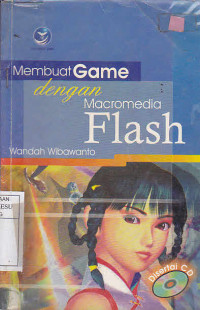 Membuat Game
dengan
Macromedia
Flash
Wandah Wibawanto
Disertai CD